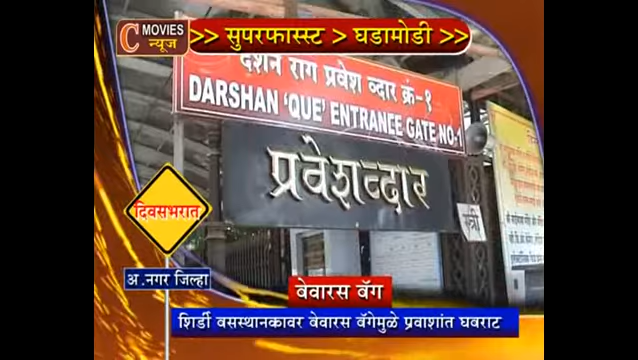 C MOVIES
न्यूज
>> सुपरफास्स्ट > घडामोडी >>
दर्शन राग प्रवेश व्दार क्रं-१
DARSHAN ‘QUE’ ENTRANEE GATE NO-1
प्रवेशव्दार
स्त्री
दिवसभरात
अ.नगर जिल्हा
बेवारस बॅग
शिर्डी बसस्थानकावर बेवारस बॅगेमुळे प्रवाशांत घबराट